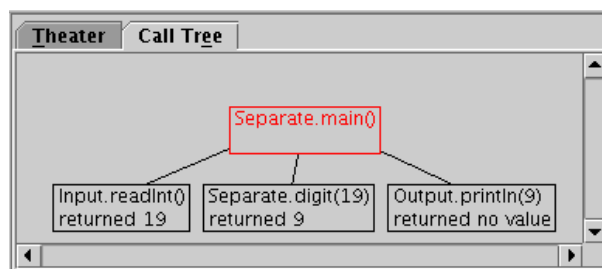 Theater Call Tree
Separate.main()
Input.readInt() Separate.digit(19) Output.println(9)
returned 19 returned 9 returned no value